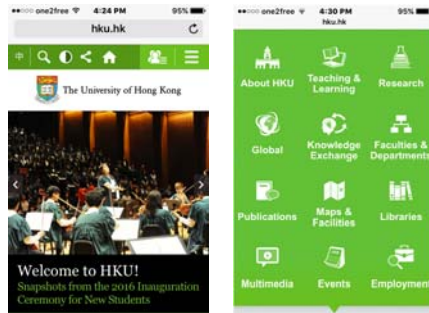 one2free 4:24 PM 95%
hku.hk
中
The University of Hong Kong
Welcome to HKU!
Snapshots from the 2016 Inauguration
Ceremony for New Students
one2free 4:30 PM 95%
hku.hk
About HKU
Teaching &
Learning
Research
Global
Knowledge
Exchange
Faculties &
Departments
Publications
Maps &
Facilities
Libraries
Multimedia
Events
Employment